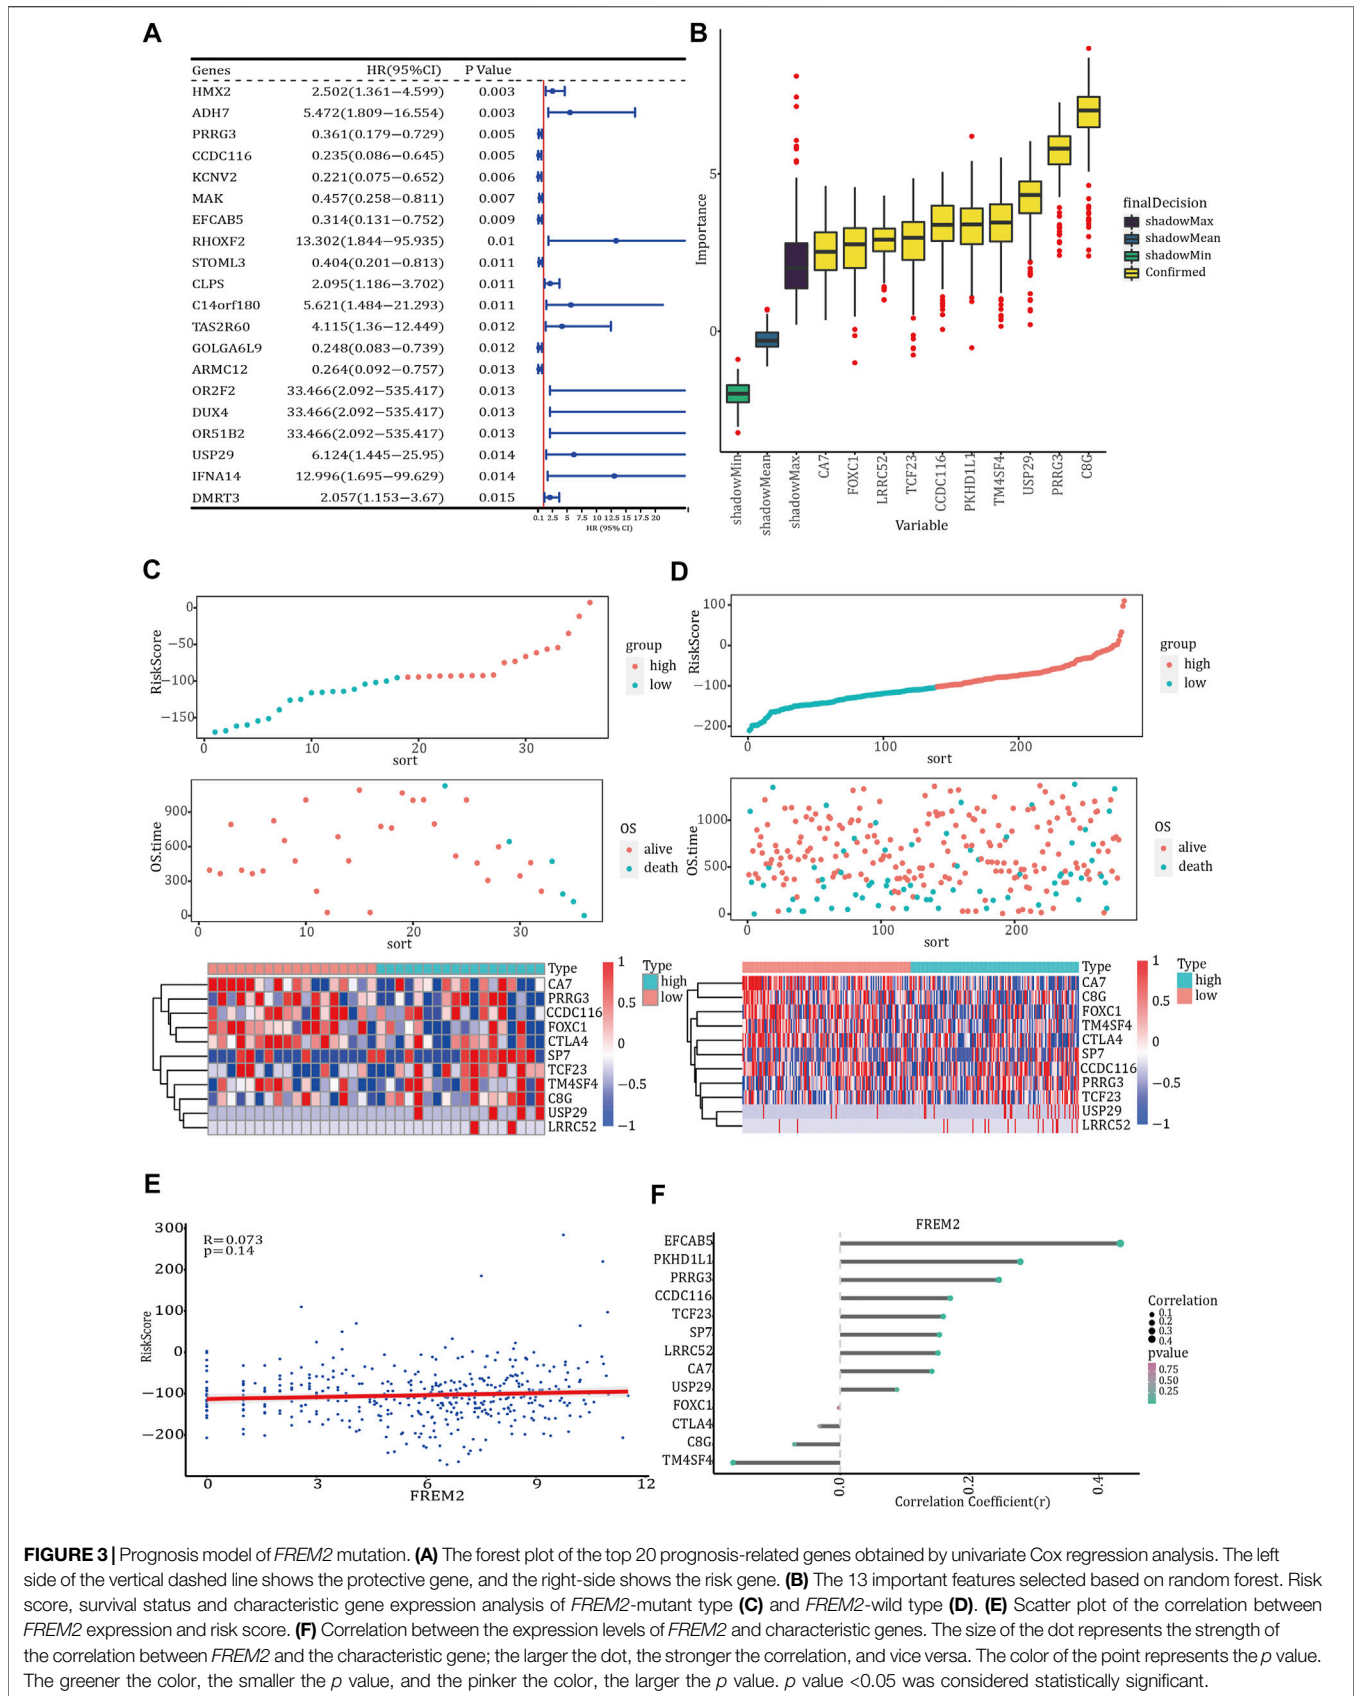 A
Genes HR(95%CI) P Value
HMX2 2.502(1.361−4.599) 0.003
ADH7 5.472(1.809−16.554) 0.003
PRRG3 0.361(0.179−0.729) 0.005
CCDC116 0.235(0.086−0.645) 0.005
KCNV2 0.221(0.075−0.652) 0.006
MAK 0.457(0.258−0.811) 0.007
EFCAB5 0.314(0.131−0.752) 0.009
RHOXF2 13.302(1.844−95.935) 0.01
STOML3 0.404(0.201−0.813) 0.011
CLPS 2.095(1.186−3.702) 0.011
C14orf180 5.621(1.484−21.293) 0.011
TAS2R60 4.115(1.36−12.449) 0.012
GOLGA6L9 0.248(0.083−0.739) 0.012
ARMC12 0.264(0.092−0.757) 0.013
OR2F2 33.466(2.092−535.417) 0.013
DUX4 33.466(2.092−535.417) 0.013
OR51B2 33.466(2.092−535.417) 0.013
USP29 6.124(1.445−25.95) 0.014
IFNA14 12.996(1.695−99.629) 0.014
DMRT3 2.057(1.153−3.67) 0.015
0.1 2.5 5 7.5 10 12.5 15 17.5 20
HR (95% CI)
B
Importance
5
0
shadowMin shadowMean shadowMax CA7 FOXC1 LRRC52 TCF23 CCDC116 PKHD1L1 TM4SF4 USP29 PRRG3 C8G
Variable
finalDecision
shadowMax
shadowMean
shadowMin
Confirmed
C
RiskScore
0
−50
−100
−150
0 10 20 30
sort
group
high
low
OS.time
900
600
300
0
0 10 20 30
sort
OS
alive
death
Type
CA7
PRRG3
CCDC116
FOXC1
CTLA4
SP7
TCF23
TM4SF4
C8G
USP29
LRRC52
1
0.5
0
−0.5
−1
Type
high
low
D
RiskScore
100
0
−100
−200
0 100 200
sort
group
high
low
OS.time
1000
500
0
0 100 200
sort
OS
alive
death
Type
CA7
C8G
FOXC1
TM4SF4
CTLA4
SP7
CCDC116
PRRG3
TCF23
USP29
LRRC52
1
0.5
0
−0.5
−1
Type
high
low
E
R=0.073
p=0.14
RiskScore
300
200
100
0
−100
−200
0 3 6 9 12
FREM2
F
FREM2
EFCAB5
PKHD1L1
PRRG3
CCDC116
TCF23
SP7
LRRC52
CA7
USP29
FOXC1
CTLA4
C8G
TM4SF4
0.0 0.2 0.4
Correlation Coefficient(r)
Correlation
0.1
0.2
0.3
0.4
pvalue
0.75
0.50
0.25
FIGURE 3 | Prognosis model of FREM2 mutation. (A) The forest plot of the top 20 prognosis-related genes obtained by univariate Cox regression analysis. The left
side of the vertical dashed line shows the protective gene, and the right-side shows the risk gene. (B) The 13 important features selected based on random forest. Risk
score, survival status and characteristic gene expression analysis of FREM2-mutant type (C) and FREM2-wild type (D). (E) Scatter plot of the correlation between
FREM2 expression and risk score. (F) Correlation between the expression levels of FREM2 and characteristic genes. The size of the dot represents the strength of
the correlation between FREM2 and the characteristic gene; the larger the dot, the stronger the correlation, and vice versa. The color of the point represents the p value.
The greener the color, the smaller the p value, and the pinker the color, the larger the p value. p value <0.05 was considered statistically significant.